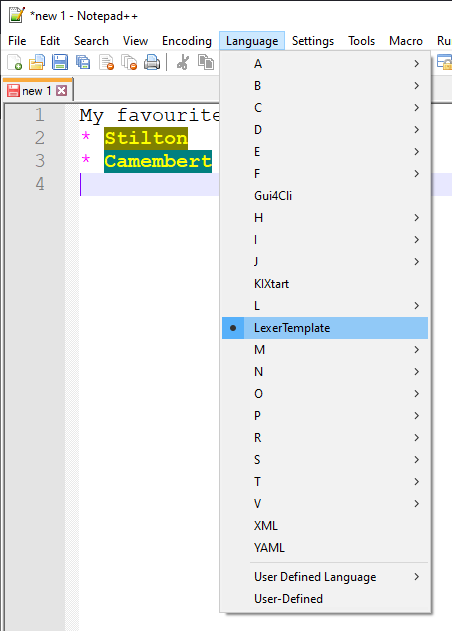 *new 1 - Notepad++
File Edit Search View Encoding Language Settings Tools Macro Ru
new 1
1 My favourite
2 * Stilton
3 * Camembert
4
A
B
C
D
E
F
Gui4Cli
H
I
J
KIXtart
L
LexerTemplate
M
N
O
P
R
S
T
V
XML
YAML
User Defined Language
User-Defined